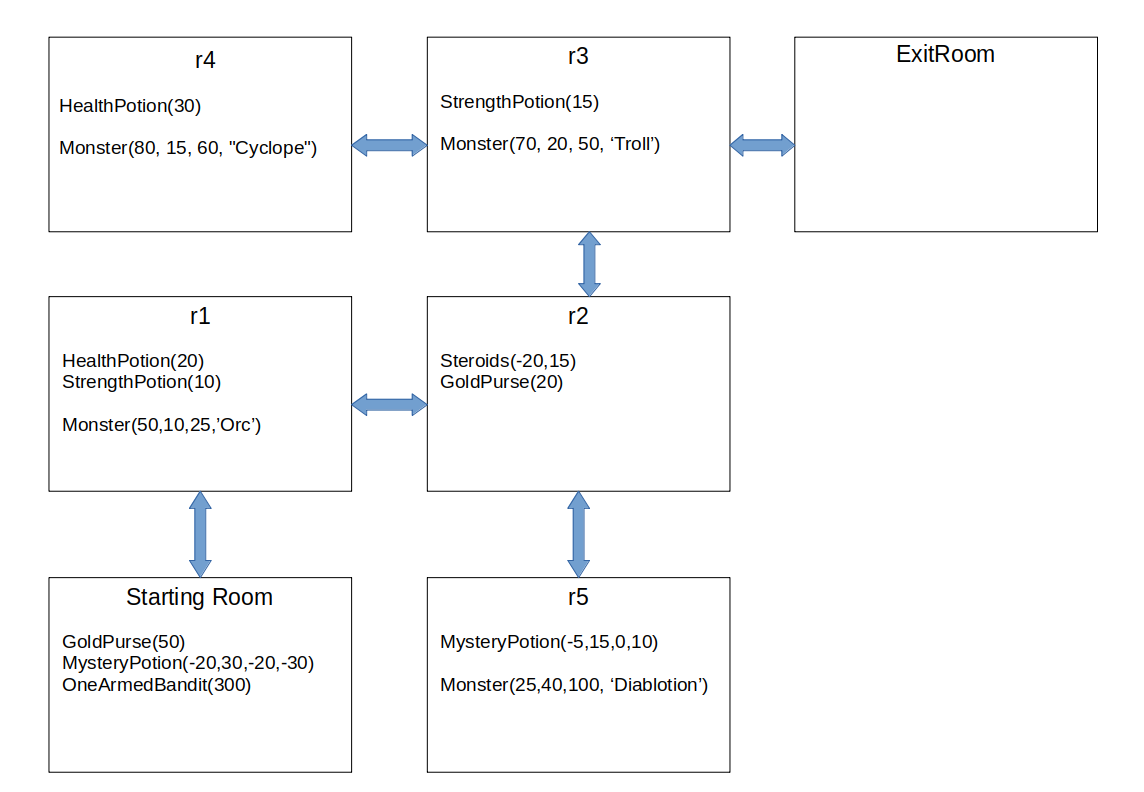 r4
HealthPotion(30)
Monster(80, 15, 60, "Cyclope")
r3
StrengthPotion(15)
Monster(70, 20, 50, ‘Troll’)
ExitRoom
r1
HealthPotion(20)
StrengthPotion(10)
Monster(50,10,25,’Orc’)
r2
Steroids(-20,15)
GoldPurse(20)
Starting Room
GoldPurse(50)
MysteryPotion(-20,30,-20,-30)
OneArmedBandit(300)
r5
MysteryPotion(-5,15,0,10)
Monster(25,40,100, ‘Diablotion’)